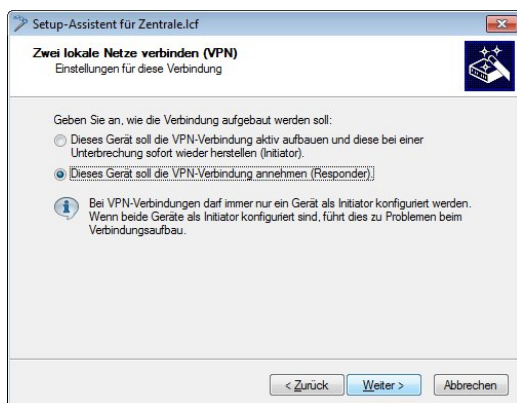 Setup-Assistent für Zentrale.lcf
Zwei lokale Netze verbinden (VPN)
Einstellungen für diese Verbindung
Geben Sie an, wie die Verbindung aufgebaut werden soll:
Dieses Gerät soll die VPN-Verbindung aktiv aufbauen und diese bei einer
Unterbrechung sofort wieder herstellen (Initiator).
Dieses Gerät soll die VPN-Verbindung annehmen (Responder).
Bei VPN-Verbindungen darf immer nur ein Gerät als Initiator konfiguriert werden.
Wenn beide Geräte als Initiator konfiguriert sind, führt dies zu Problemen beim
Verbindungsaufbau.
< Zurück
Weiter >
Abbrechen